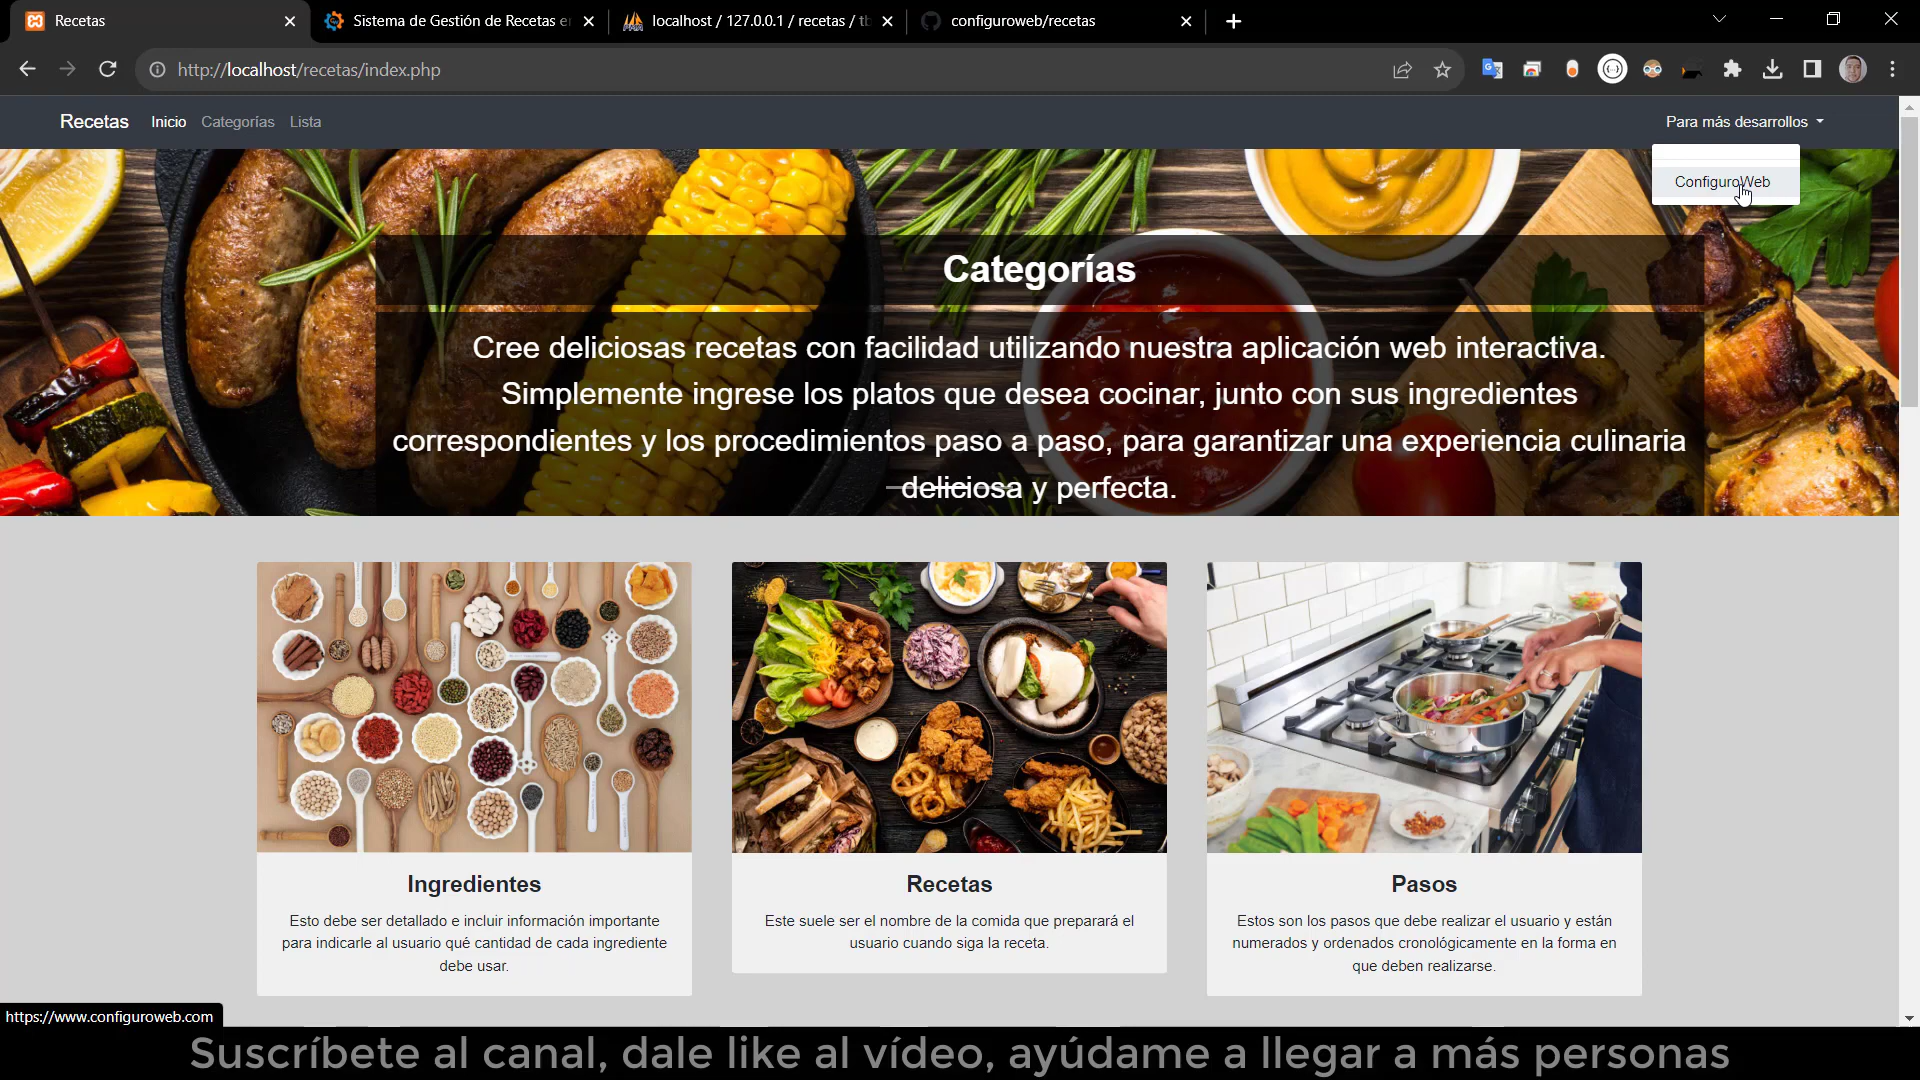 Recetas
Sistema de Gestión de Recetas e
localhost / 127.0.0.1 / recetas / tb
configuroweb/recetas
http://localhost/recetas/index.php
Recetas
Inicio
Categorías
Lista
Para más desarrollos
ConfiguroWeb
Categorías
Cree deliciosas recetas con facilidad utilizando nuestra aplicación web interactiva.
Simplemente ingrese los platos que desea cocinar, junto con sus ingredientes
correspondientes y los procedimientos paso a paso, para garantizar una experiencia culinaria
deliciosa y perfecta.
Ingredientes
Esto debe ser detallado e incluir información importante
para indicarle al usuario qué cantidad de cada ingrediente
debe usar.
Recetas
Este suele ser el nombre de la comida que preparará el
usuario cuando siga la receta.
Pasos
Estos son los pasos que debe realizar el usuario y están
numerados y ordenados cronológicamente en la forma en
que deben realizarse.
https://www.configuroweb.com
Suscríbete al canal, dale like al vídeo, ayúdame a llegar a más personas